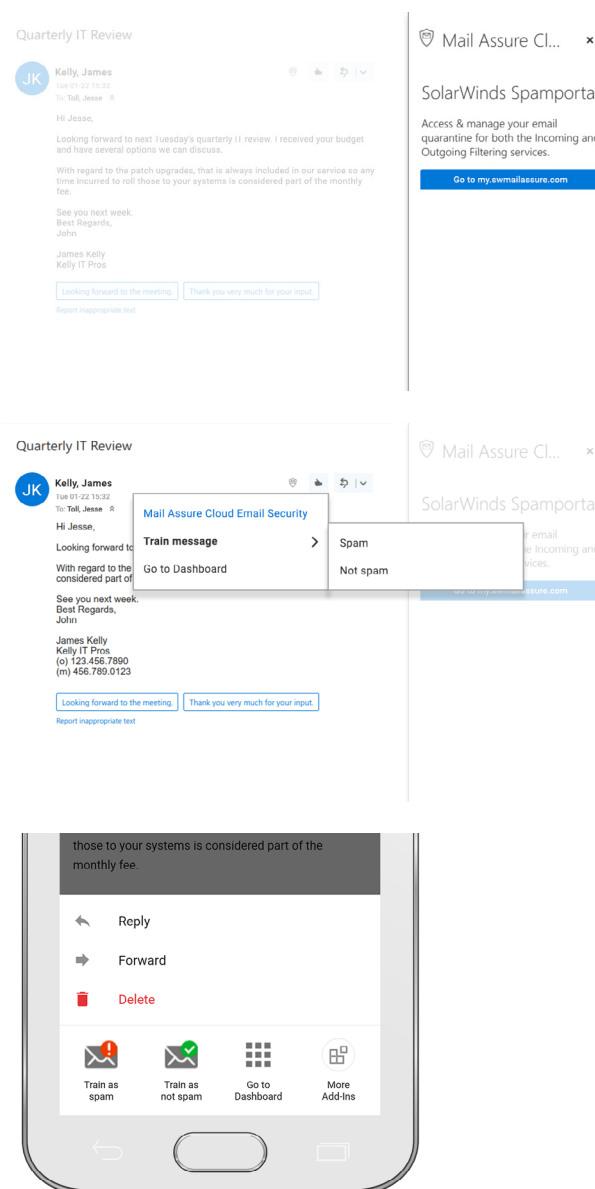 Quarterly IT Review
Mail Assure Cl... ×
JK
Kelly, James
Tue 01-22 15:32
To: Tall, Jesse
Hi Jesse,
Looking forward to next Tuesday's quarterly IT review. I received your budget
and have several options we can discuss.
With regard to the patch upgrades, that is always included in our service so any
time incurred to roll those to your systems is considered part of the monthly
fee.
See you next week.
Best Regards,
John
James Kelly
Kelly IT Pros
Looking forward to the meeting. Thank you very much for your input.
Report inappropriate text
SolarWinds Spamporta
Access & manage your email
quarantine for both the Incoming and
Outgoing Filtering services.
Go to my.swmailassure.com
Quarterly IT Review
Mail Assure Cl... ×
JK
Kelly, James
Tue 01-22 15:32
To: Tall, Jesse
Hi Jesse,
Looking forward to
With regard to the
considered part of
See you next week.
Best Regards,
John
James Kelly
Kelly IT Pros
(o) 123.456.7890
(m) 456.789.0123
Looking forward to the meeting. Thank you very much for your input.
Report inappropriate text
Mail Assure Cloud Email Security
Train message
Go to Dashboard
Spam
Not spam
SolarWinds Spamporta
r email
e Incoming and
vices.
Go to my.swmailassure.com
those to your systems is considered part of the
monthly fee.
Reply
Forward
Delete
Train as
spam
Train as
not spam
Go to
Dashboard
More
Add-Ins